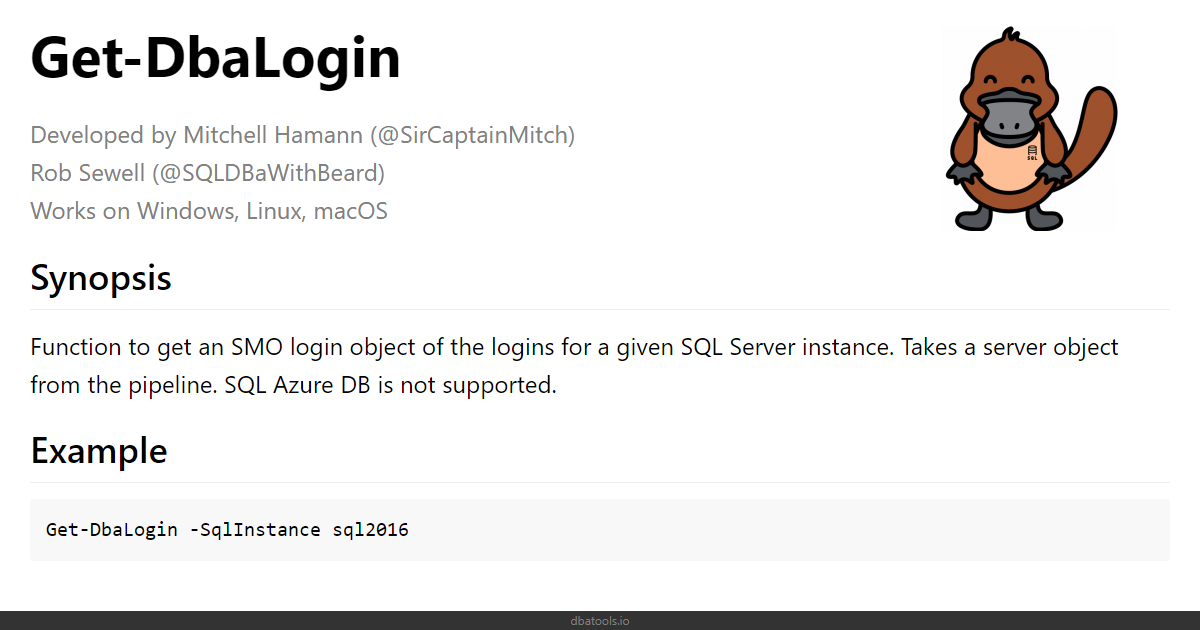 Get-DbaLogin
Developed by Mitchell Hamann (@SirCaptainMitch)
Rob Sewell (@SQLDBaWithBeard)
Works on Windows, Linux, macOS
SQL
Synopsis
Function to get an SMO login object of the logins for a given SQL Server instance. Takes a server object
from the pipeline. SQL Azure DB is not supported.
Example
Get-DbaLogin -SqlInstance sql2016
dbatools.io